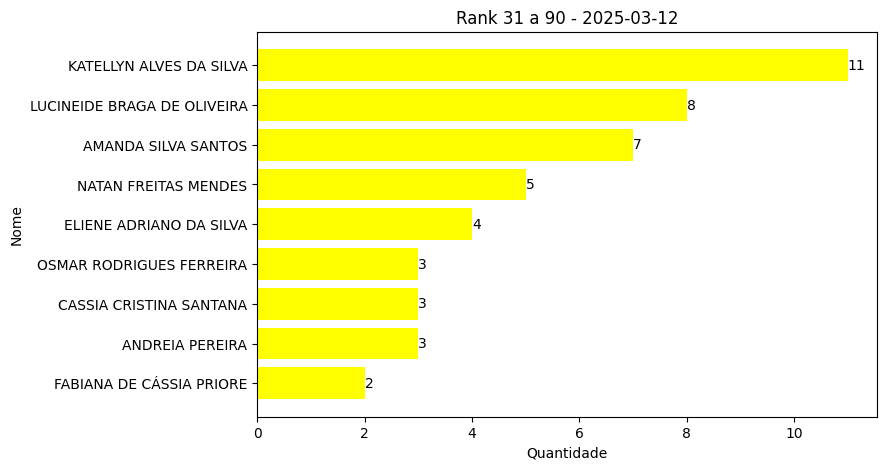 Rank 31 a 90 - 2025-03-12
KATELLYN ALVES DA SILVA
11
LUCINEIDE BRAGA DE OLIVEIRA
8
AMANDA SILVA SANTOS
7
NATAN FREITAS MENDES
5
ELIENE ADRIANO DA SILVA
4
OSMAR RODRIGUES FERREIRA
3
CASSIA CRISTINA SANTANA
3
ANDREIA PEREIRA
3
FABIANA DE CÁSSIA PRIORE
2
Nome
0 2 4 6 8 10
Quantidade